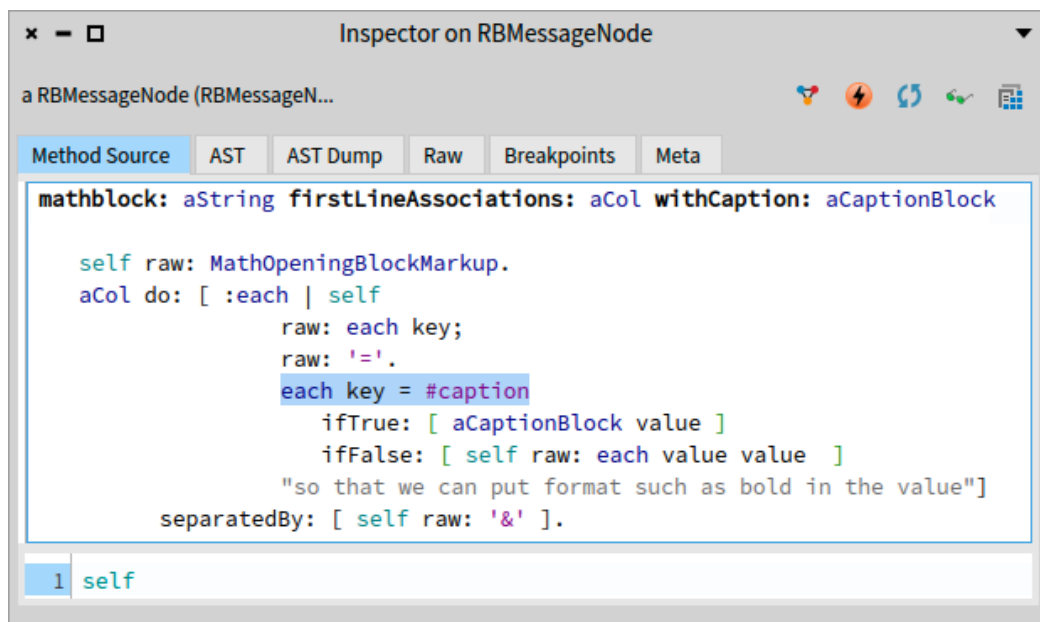 Inspector on RBMessageNode
a RBMessageNode (RBMessageN...
Method Source AST AST Dump Raw Breakpoints Meta
mathblock: aString firstLineAssociations: aCol withCaption: aCaptionBlock
self raw: MathOpeningBlockMarkup.
aCol do: [ :each | self
raw: each key;
raw: '='.
each key = #caption
ifTrue: [ aCaptionBlock value ]
ifFalse: [ self raw: each value value  ]
"so that we can put format such as bold in the value"]
separatedBy: [ self raw: '&' ].
1 self